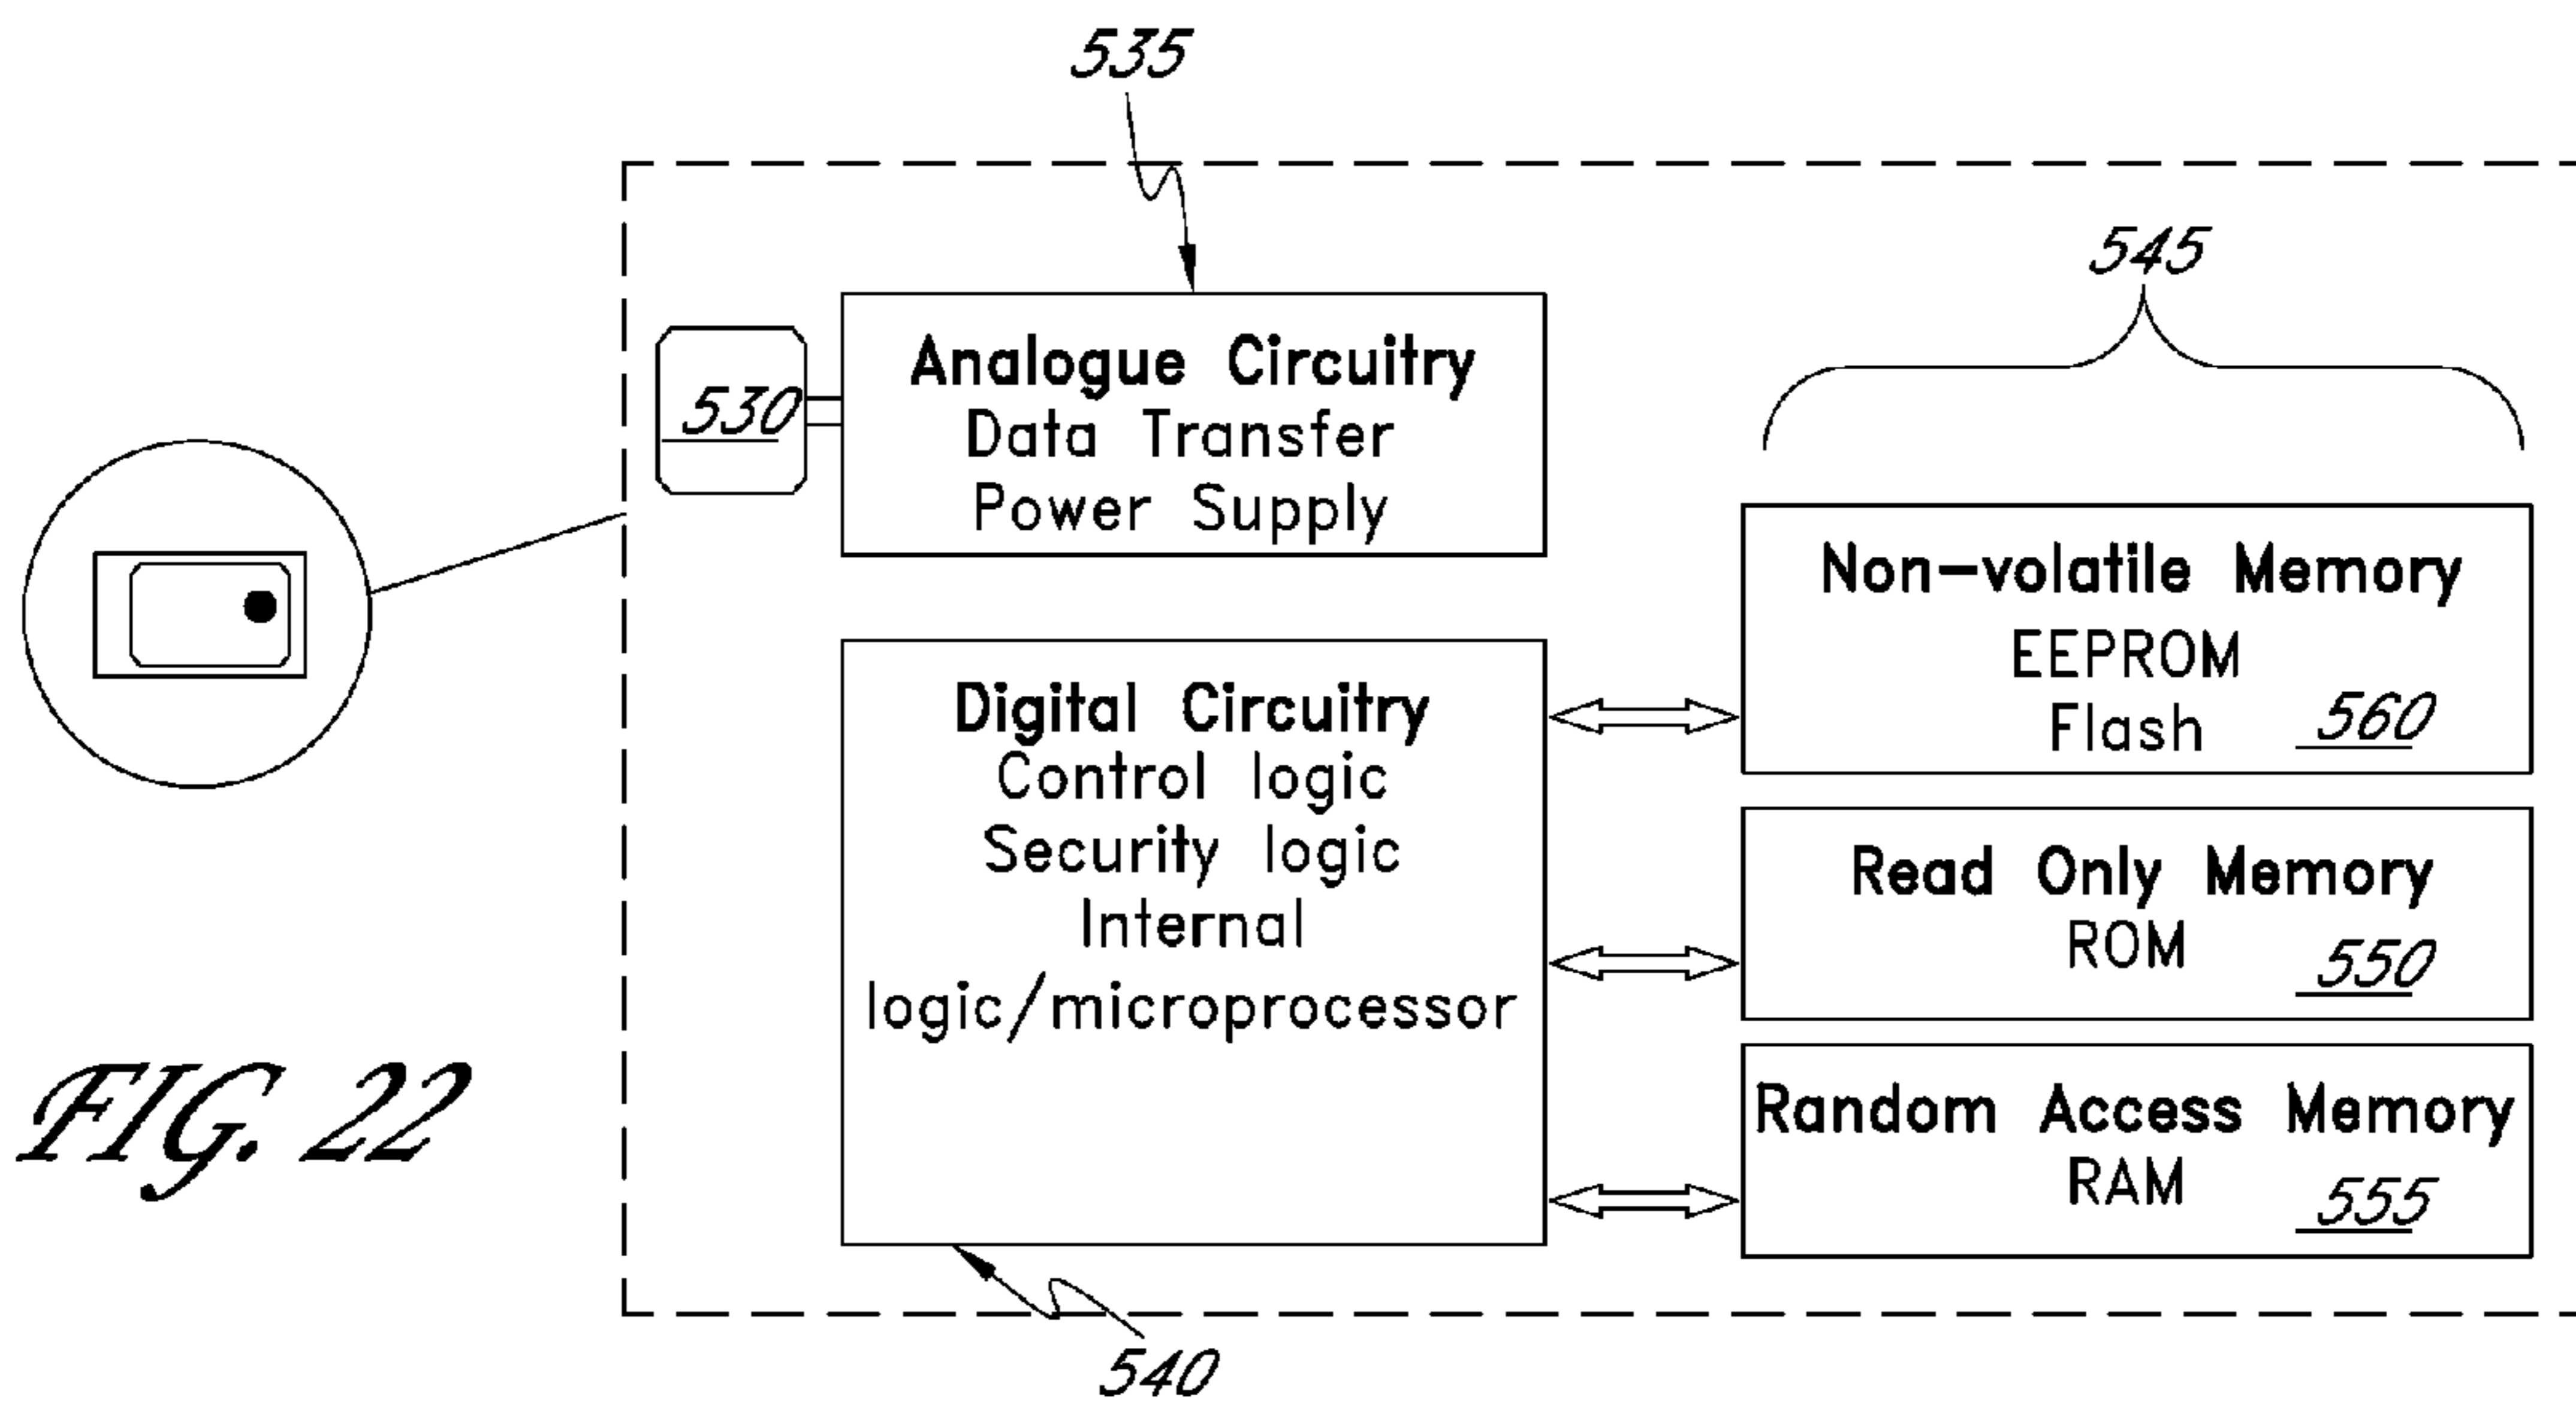 535
545
530
Analogue Circuitry
Data Transfer
Power Supply
Non-volatile Memory
EEPROM
Flash
560
Digital Circuitry
Control logic
Security logic
Internal
logic/microprocessor
Read Only Memory
ROM
550
Random Access Memory
RAM
555
540
FIG. 22